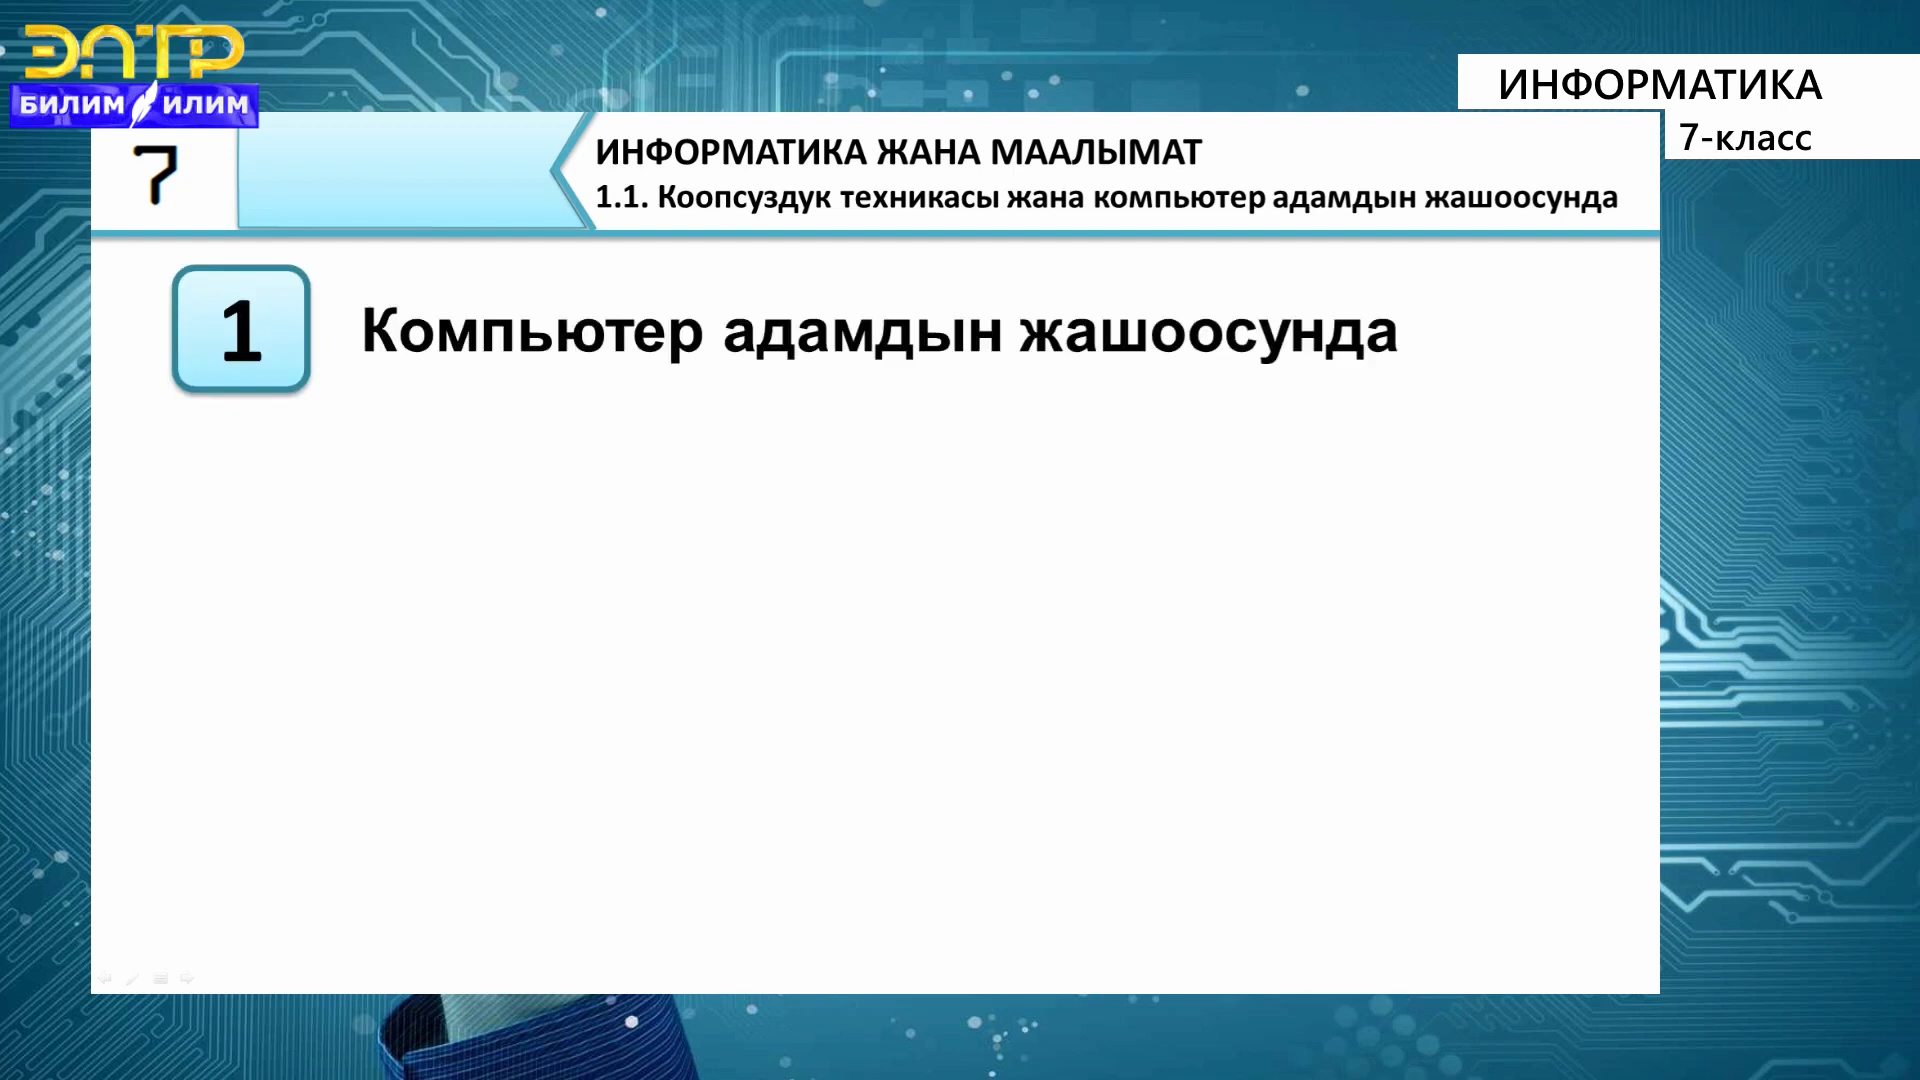 ЭЛТР
БИЛИМ ИЛИМ
ИНФОРМАТИКА
7-класс
7
ИНФОРМАТИКА ЖАНА МААЛЫМАТ
1.1. Коопсуздук техникасы жана компьютер адамдын жашоосунда
1
Компьютер адамдын жашоосунда